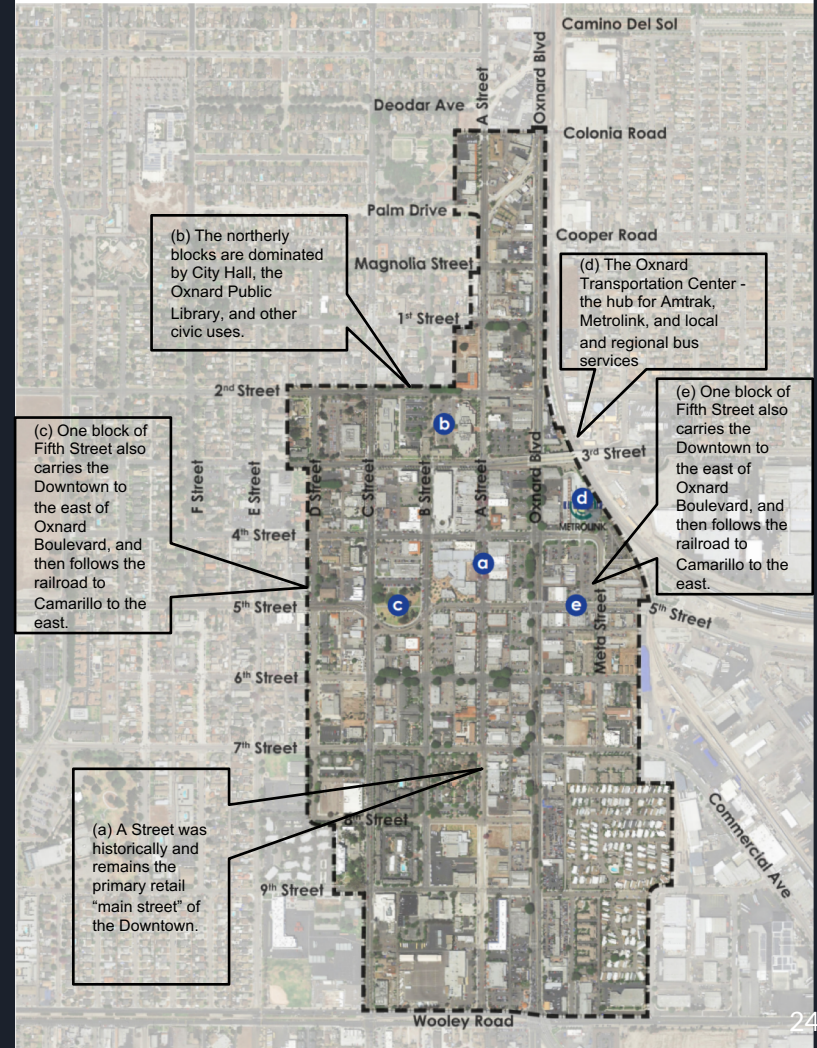 Camino Del Sol
A Street
Oxnard Blvd
Deodar Ave
Colonia Road
Palm Drive
Cooper Road
(b) The northerly
blocks are dominated
by City Hall, the
Oxnard Public
Library, and other
civic uses.
Magnolia Street
(d) The Oxnard
Transportation Center -
the hub for Amtrak,
Metrolink, and local
and regional bus
services
1st Street
2nd Street
(e) One block of
Fifth Street also
carries the
Downtown to
the east of
Oxnard
Boulevard, and
then follows the
railroad to
Camarillo to the
east.
(c) One block of
Fifth Street also
carries the
Downtown to
the east of
Oxnard
Boulevard, and
then follows the
railroad to
Camarillo to the
east.
b
3rd Street
F Street
E Street
D Street
C Street
B Street
A Street
Oxnard Blvd
d
METROLINK
4th Street
a
c
e
5th Street
5th Street
Meta Street
6th Street
7th Street
(a) A Street was
historically and
remains the
primary retail
“main street” of
the Downtown.
8th Street
Commercial Ave
9th Street
Wooley Road
24